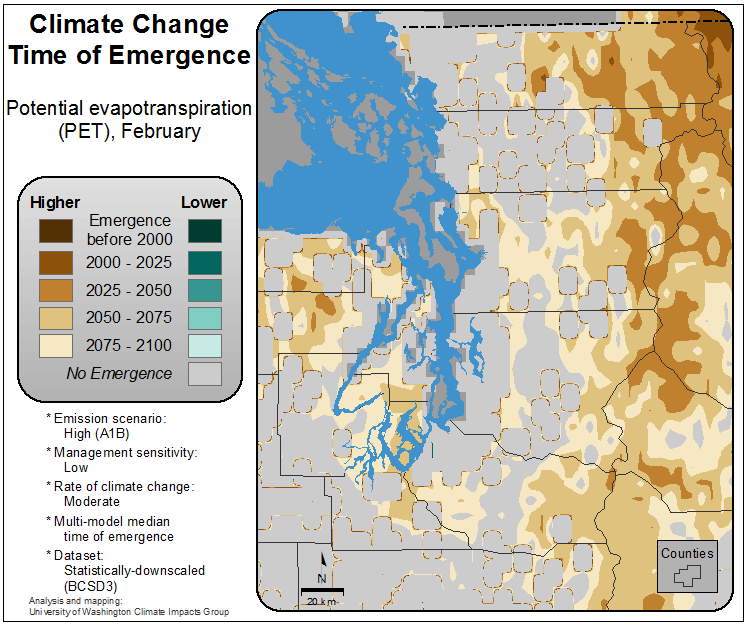 Climate Change
Time of Emergence
Potential evapotranspiration
(PET), February
Higher Lower
Emergence
before 2000
2000 - 2025
2025 - 2050
2050 - 2075
2075 - 2100
No Emergence
* Emission scenario:
High (A1B)
* Management sensitivity:
Low
* Rate of climate change:
Moderate
* Multi-model median
time of emergence
* Dataset:
Statistically-downscaled
(BCSD3)
Analysis and mapping:
University of Washington Climate Impacts Group
N
20 km
Counties